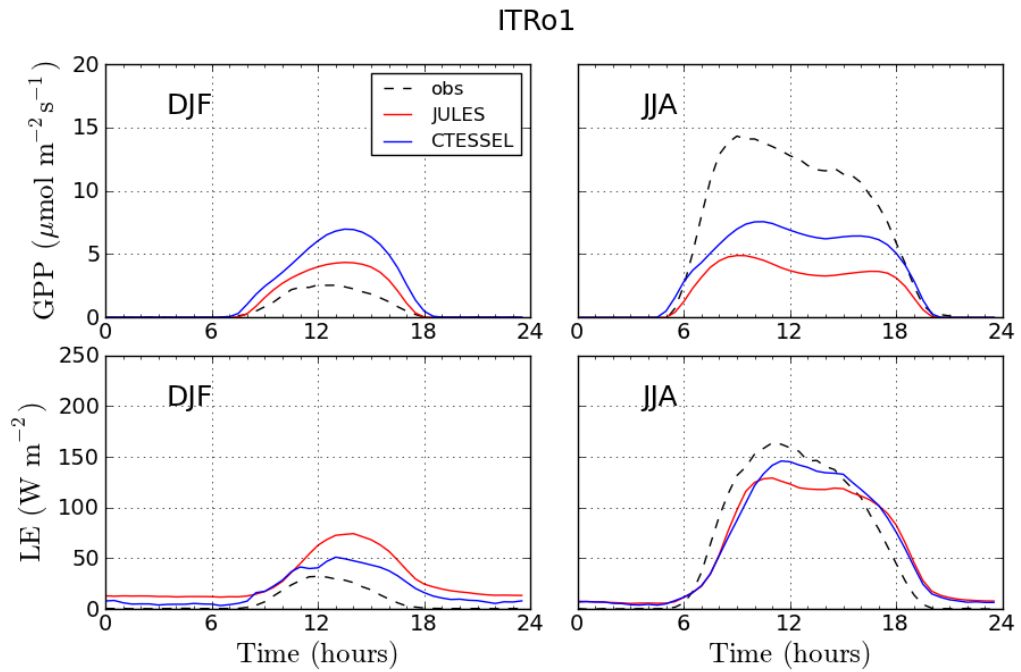 ITRo1
DJF
obs
JULES
CTESSEL
GPP (μmol m⁻² s⁻¹)
20
15
10
5
0
0 6 12 18 24
JJA
0 6 12 18 24
DJF
LE (W m⁻²)
250
200
150
100
50
0
0 6 12 18 24
Time (hours)
JJA
0 6 12 18 24
Time (hours)